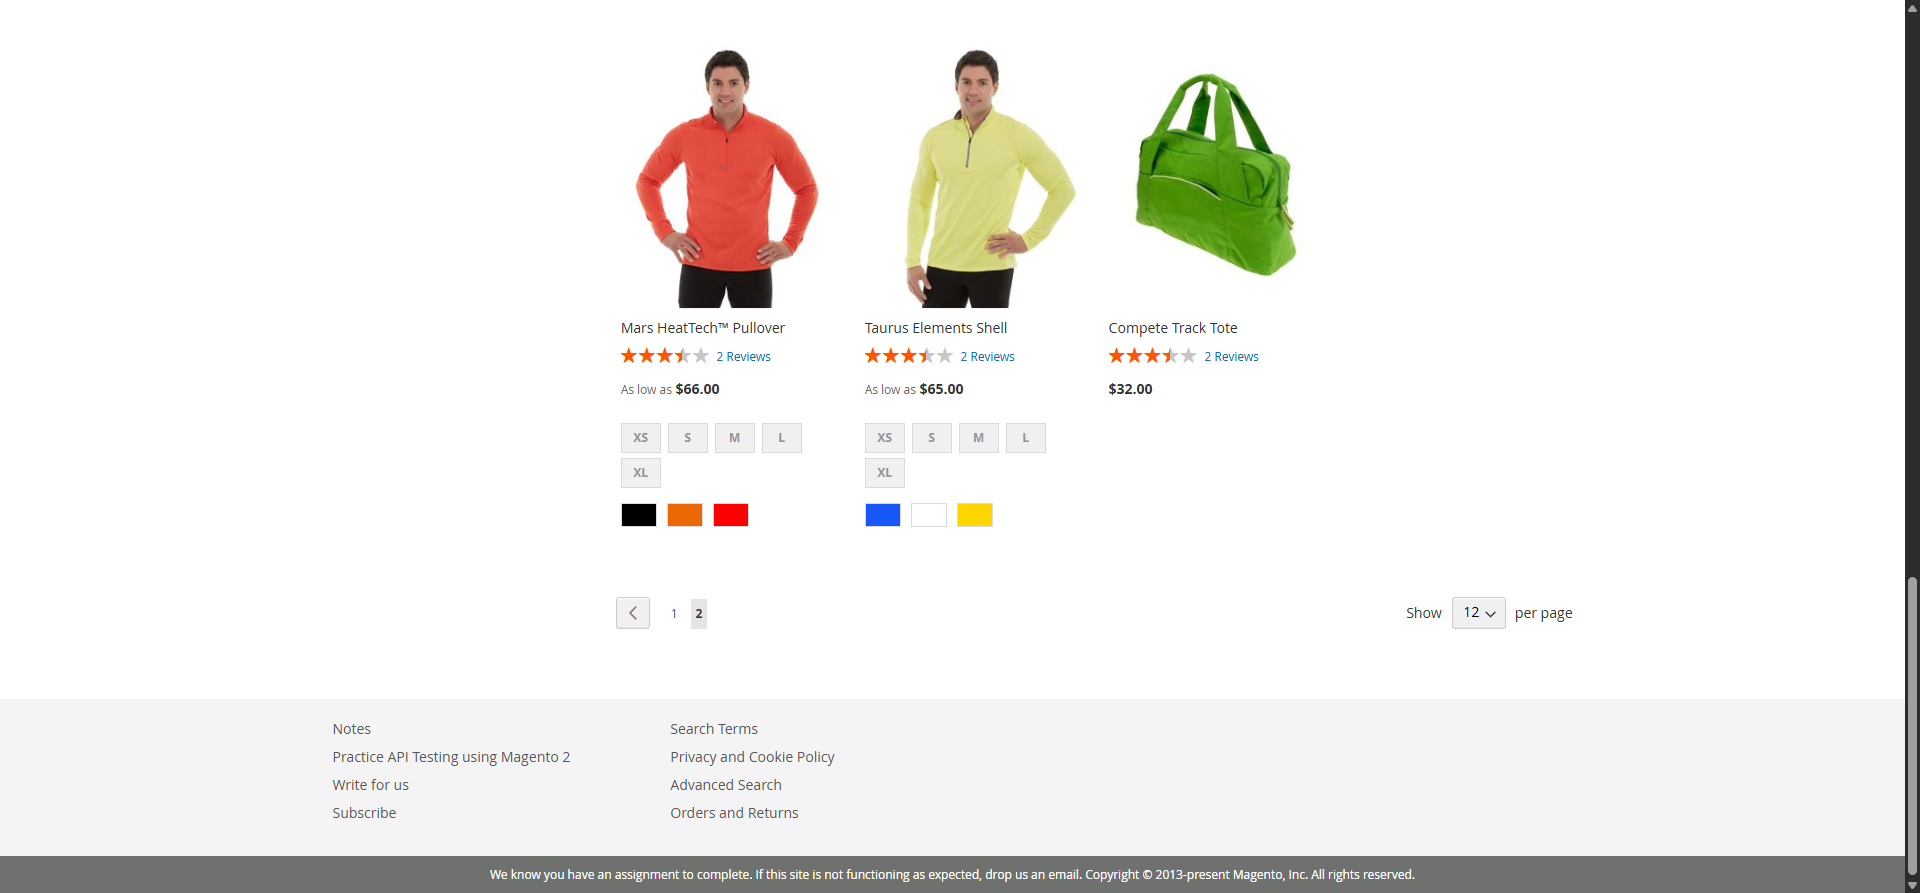 Mars HeatTech™ Pullover
2 Reviews
As low as $66.00
XS S M L
XL
Taurus Elements Shell
2 Reviews
As low as $65.00
XS S M L
XL
Compete Track Tote
2 Reviews
$32.00
1 2
Show 12 per page
Notes
Practice API Testing using Magento 2
Write for us
Subscribe
Search Terms
Privacy and Cookie Policy
Advanced Search
Orders and Returns
We know you have an assignment to complete. If this site is not functioning as expected, drop us an email. Copyright © 2013-present Magento, Inc. All rights reserved.